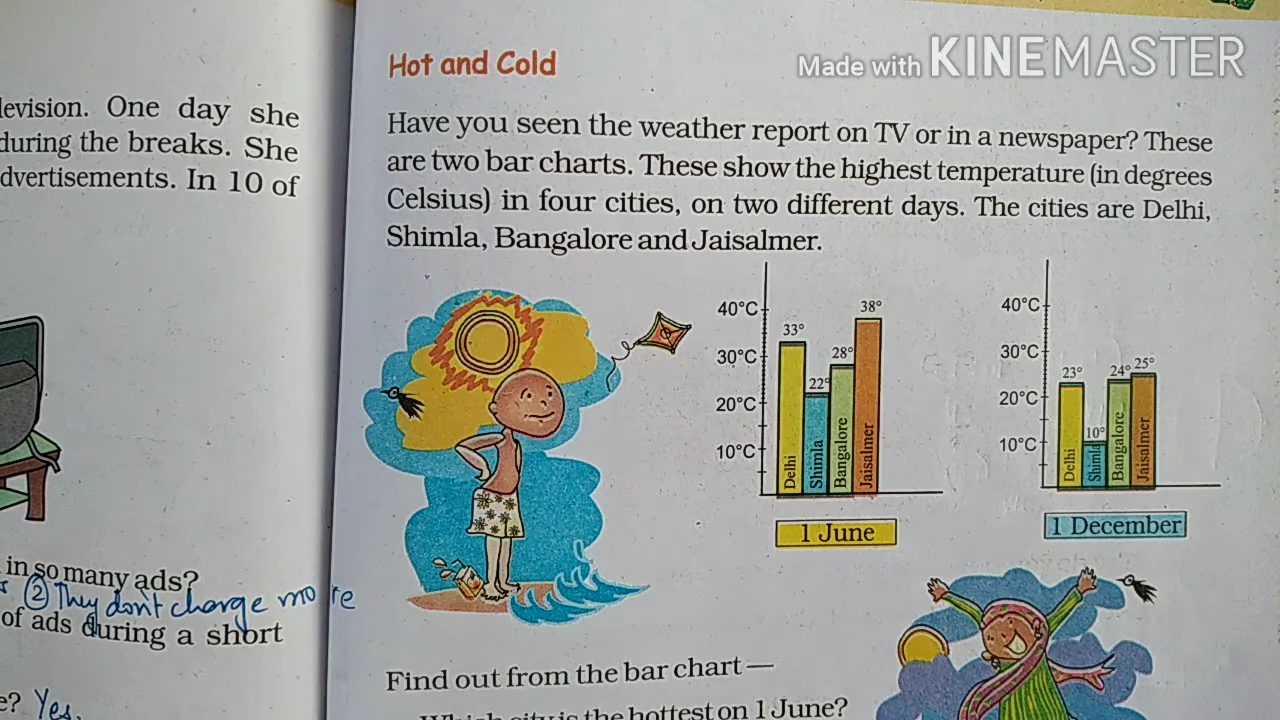 levision. One day she
during the breaks. She
dvertisements. In 10 of
in so many ads?
② They don't charge more
of ads during a short
e? Yes.
Made with KINEMASTER
Hot and Cold
Have you seen the weather report on TV or in a newspaper? These
are two bar charts. These show the highest temperature (in degrees
Celsius) in four cities, on two different days. The cities are Delhi,
Shimla, Bangalore and Jaisalmer.
40°C
30°C
20°C
10°C
33°
22°
28°
38°
Delhi
Shimla
Bangalore
Jaisalmer
1 June
40°C
30°C
20°C
10°C
23°
10°
24°
25°
Delhi
Shimla
Bangalore
Jaisalmer
1 December
Find out from the bar chart —
Which city is the hottest on 1 June?